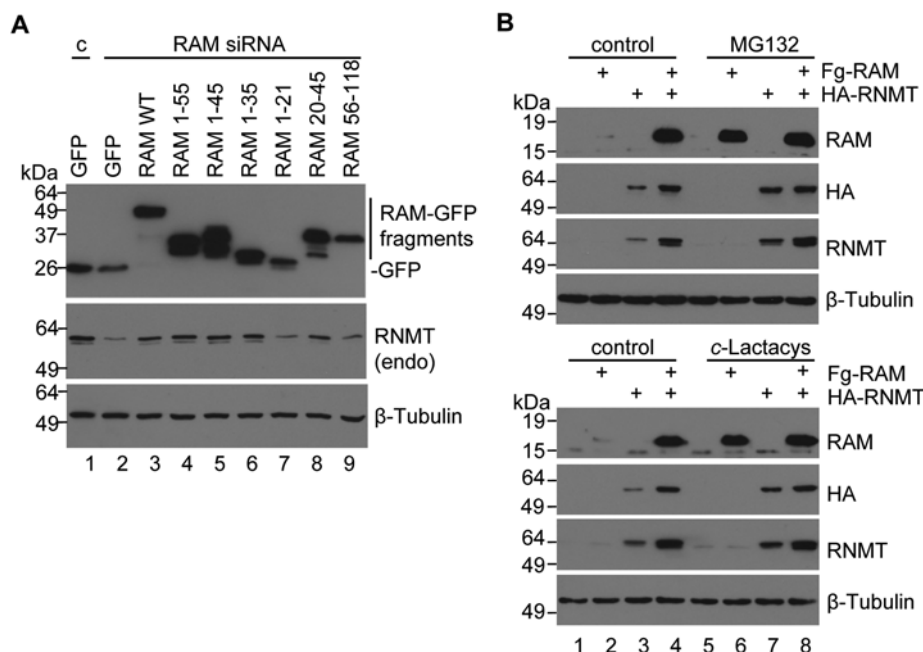 A
c RAM siRNA
GFP
GFP
RAM WT
RAM 1-55
RAM 1-45
RAM 1-35
RAM 1-21
RAM 20-45
RAM 56-118
kDa
64
49
37
26
RAM-GFP
fragments
-GFP
64
49
RNMT
(endo)
64
49
β-Tubulin
1 2 3 4 5 6 7 8 9
B
control MG132
+ + + + Fg-RAM
+ + + + HA-RNMT
kDa
19
15
RAM
64
49
HA
64
49
RNMT
49
β-Tubulin
control c-Lactacys
+ + + + Fg-RAM
+ + + + HA-RNMT
kDa
19
15
RAM
64
49
HA
64
49
RNMT
49
β-Tubulin
1 2 3 4 5 6 7 8